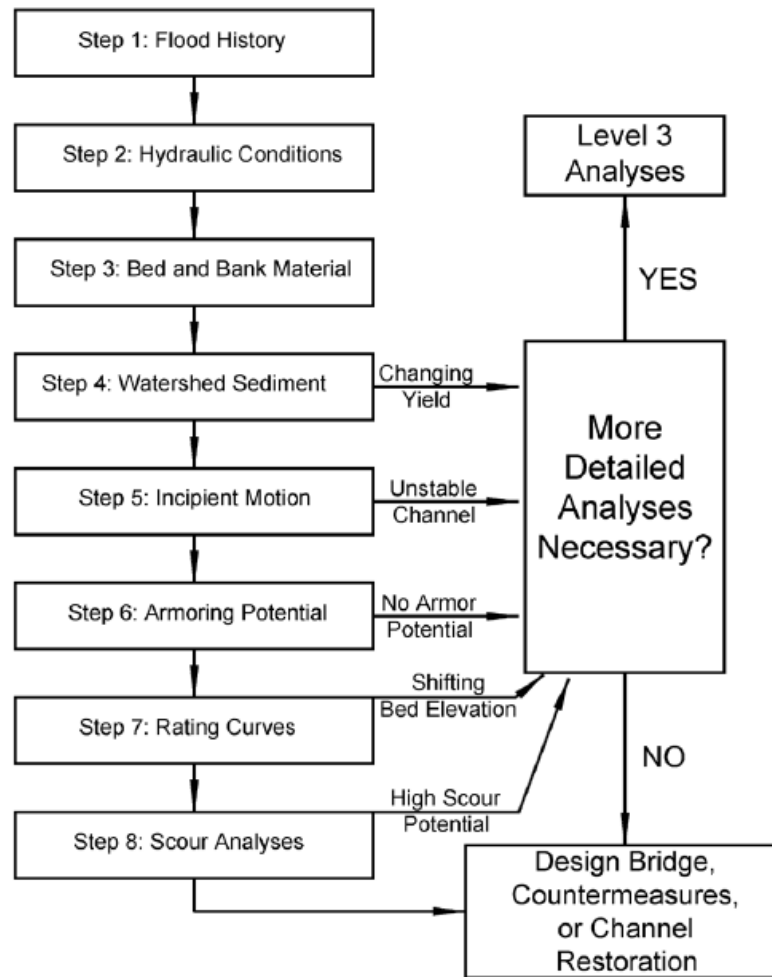 Step 1: Flood History
Step 2: Hydraulic Conditions
Level 3
Analyses
Step 3: Bed and Bank Material
YES
Step 4: Watershed Sediment
Changing
Yield
More
Detailed
Analyses
Necessary?
Step 5: Incipient Motion
Unstable
Channel
Step 6: Armoring Potential
No Armor
Potential
Step 7: Rating Curves
Shifting
Bed Elevation
NO
Step 8: Scour Analyses
High Scour
Potential
Design Bridge,
Countermeasures,
or Channel
Restoration